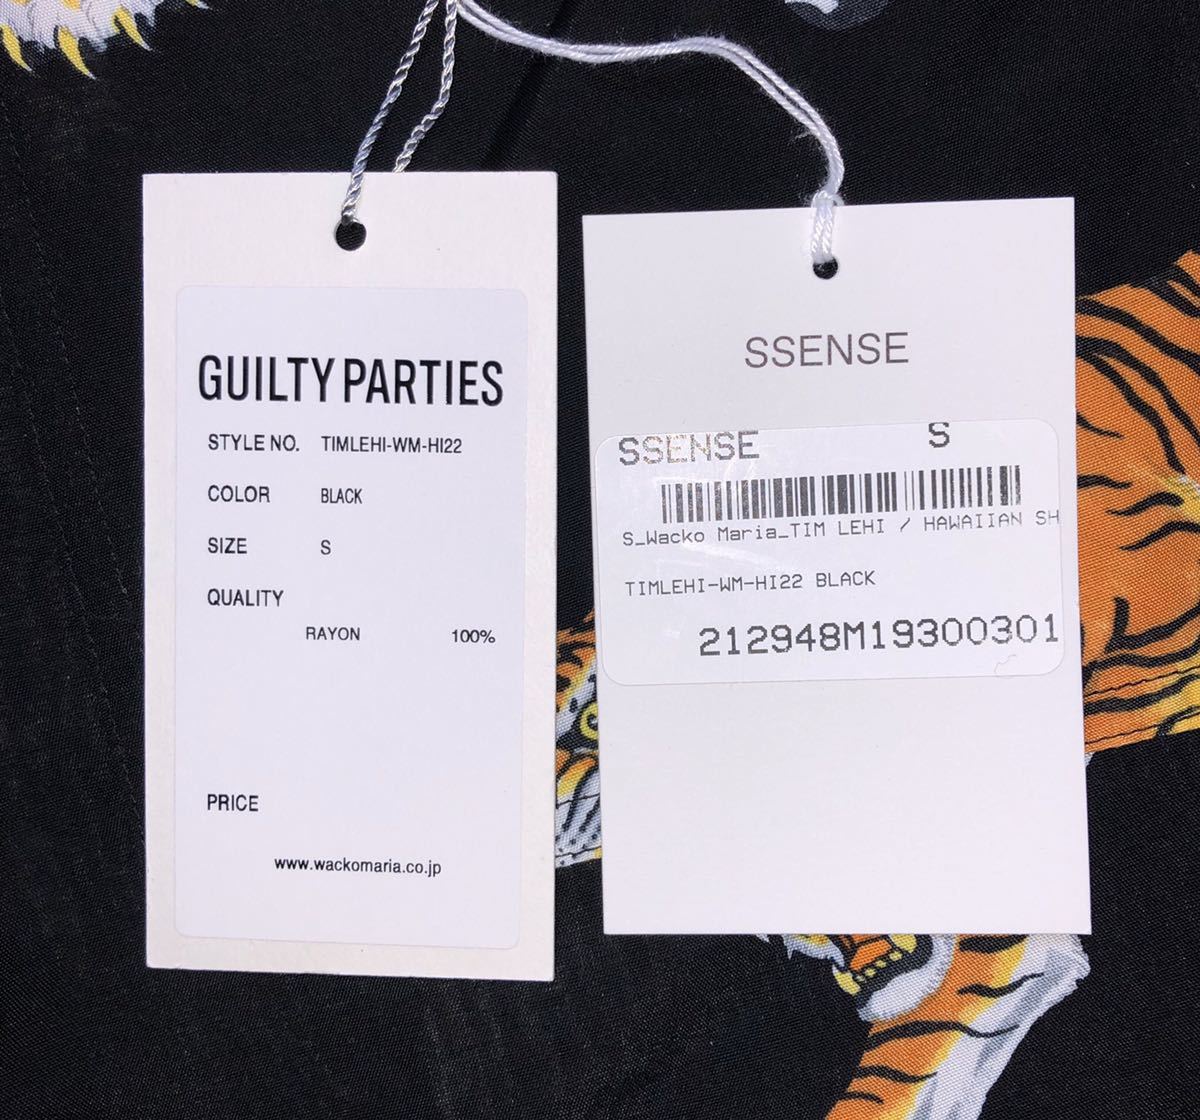 GUILTY PARTIES
STYLE NO. TIMLEHI-WM-HI22
COLOR BLACK
SIZE S
QUALITY
RAYON 100%
PRICE
www.wackomaria.co.jp
SSENSE
SSENSE S
S_Wacko Maria_TIM LEHI / HAWAIIAN SH
TIMLEHI-WM-HI22 BLACK
212948M19300301